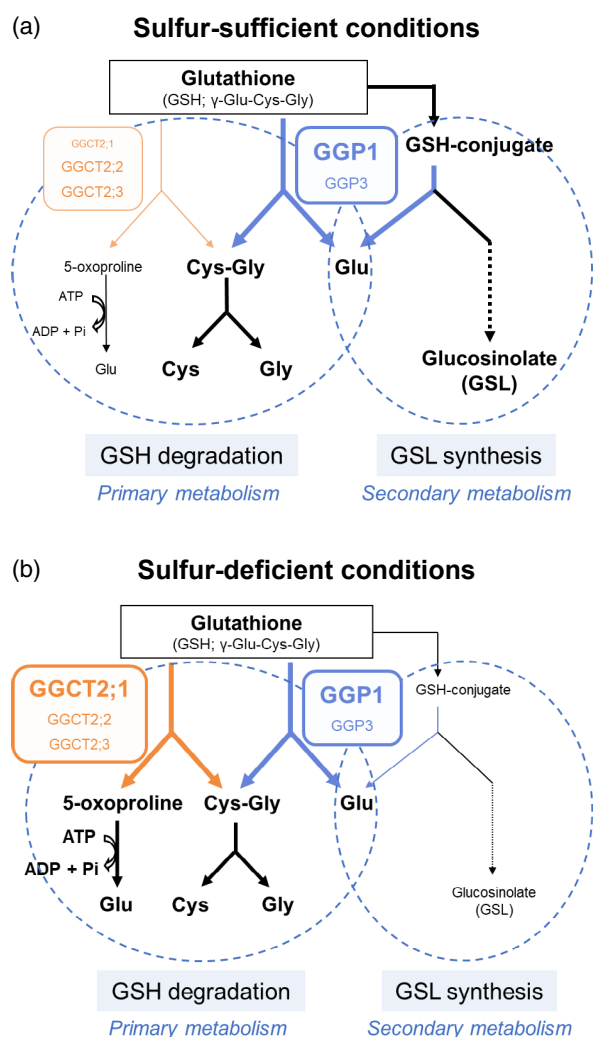 (a)
Sulfur-sufficient conditions
Glutathione
(GSH; γ-Glu-Cys-Gly)
GGCT2;1
GGCT2;2
GGCT2;3
GGP1
GGP3
GSH-conjugate
5-oxoproline
Cys-Gly
Glu
ATP
ADP + Pi
Glu
Cys
Gly
Glucosinolate
(GSL)
GSH degradation
GSL synthesis
Primary metabolism
Secondary metabolism
(b)
Sulfur-deficient conditions
Glutathione
(GSH; γ-Glu-Cys-Gly)
GGCT2;1
GGCT2;2
GGCT2;3
GGP1
GGP3
GSH-conjugate
5-oxoproline
Cys-Gly
Glu
ATP
ADP + Pi
Glu
Cys
Gly
Glucosinolate
(GSL)
GSH degradation
GSL synthesis
Primary metabolism
Secondary metabolism